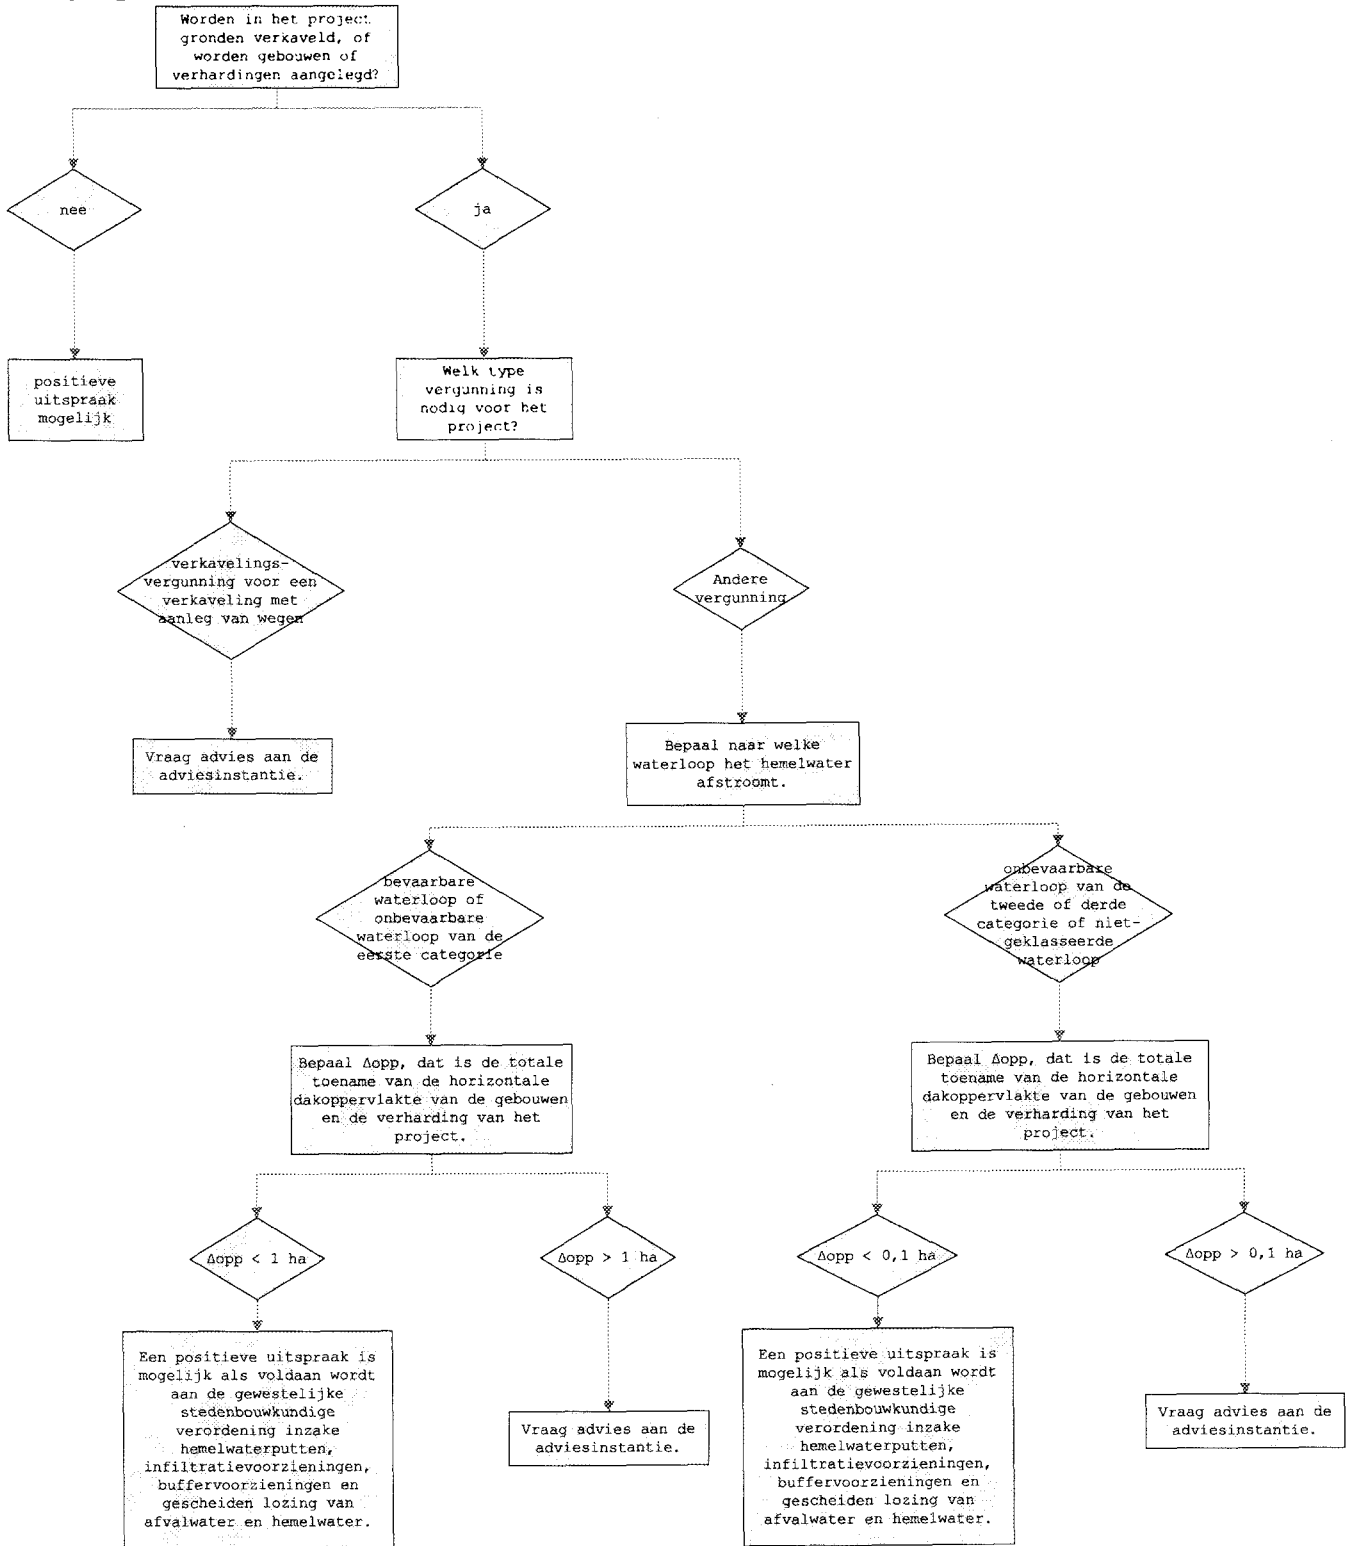 Worden in het project
gronden verkaveld, of
worden gebouwen of
verhardingen aangelegd?
nee
ja
positieve
uitspraak
mogelijk
Welk type
vergunning is
nodig voor het
project?
verkavelings-
vergunning voor een
verkaveling met
aanleg van wegen
Andere
vergunning
Vraag advies aan de
adviesinstantie.
Bepaal naar welke
waterloop het hemelwater
afstroomt.
bevaarbare
waterloop of
onbevaarbare
waterloop van de
eerste categorie
onbevaarbare
waterloop van de
tweede of derde
categorie of niet-
geklasseerde
waterloop
Bepaal Δopp, dat is de totale
toename van de horizontale
dakoppervlakte van de gebouwen
en de verharding van het
project.
Bepaal Δopp, dat is de totale
toename van de horizontale
dakoppervlakte van de gebouwen
en de verharding van het
project.
Δopp < 1 ha
Δopp > 1 ha
Δopp < 0,1 ha
Δopp > 0,1 ha
Een positieve uitspraak is
mogelijk als voldaan wordt
aan de gewestelijke
stedenbouwkundige
verordening inzake
hemelwaterputten,
infiltratievoorzieningen,
buffervoorzieningen en
gescheiden lozing van
afvalwater en hemelwater.
Vraag advies aan de
adviesinstantie.
Een positieve uitspraak is
mogelijk als voldaan wordt
aan de gewestelijke
stedenbouwkundige
verordening inzake
hemelwaterputten,
infiltratievoorzieningen,
buffervoorzieningen en
gescheiden lozing van
afvalwater en hemelwater.
Vraag advies aan de
adviesinstantie.